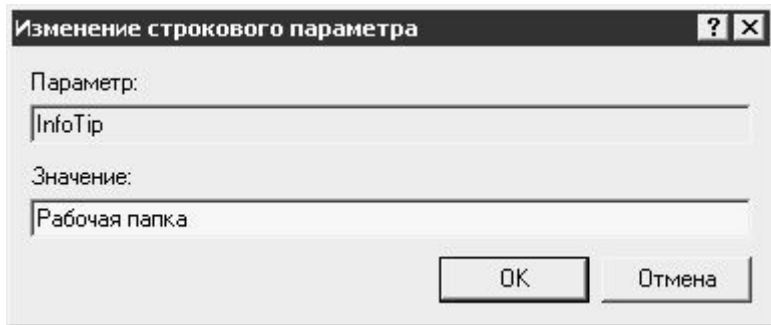 Изменение строкового параметра
Параметр:
InfoTip
Значение:
Рабочая папка
OK Отмена